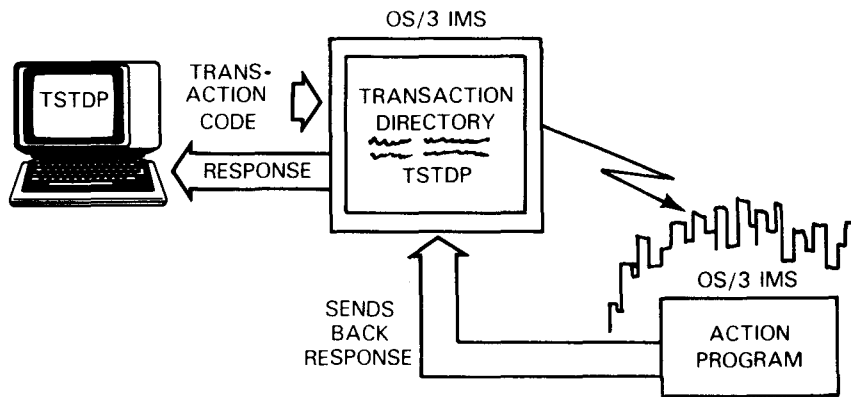 OS/3 IMS
TSTDP
TRANS-
ACTION
CODE
RESPONSE
TRANSACTION
DIRECTORY
TSTDP
OS/3 IMS
ACTION
PROGRAM
SENDS
BACK
RESPONSE